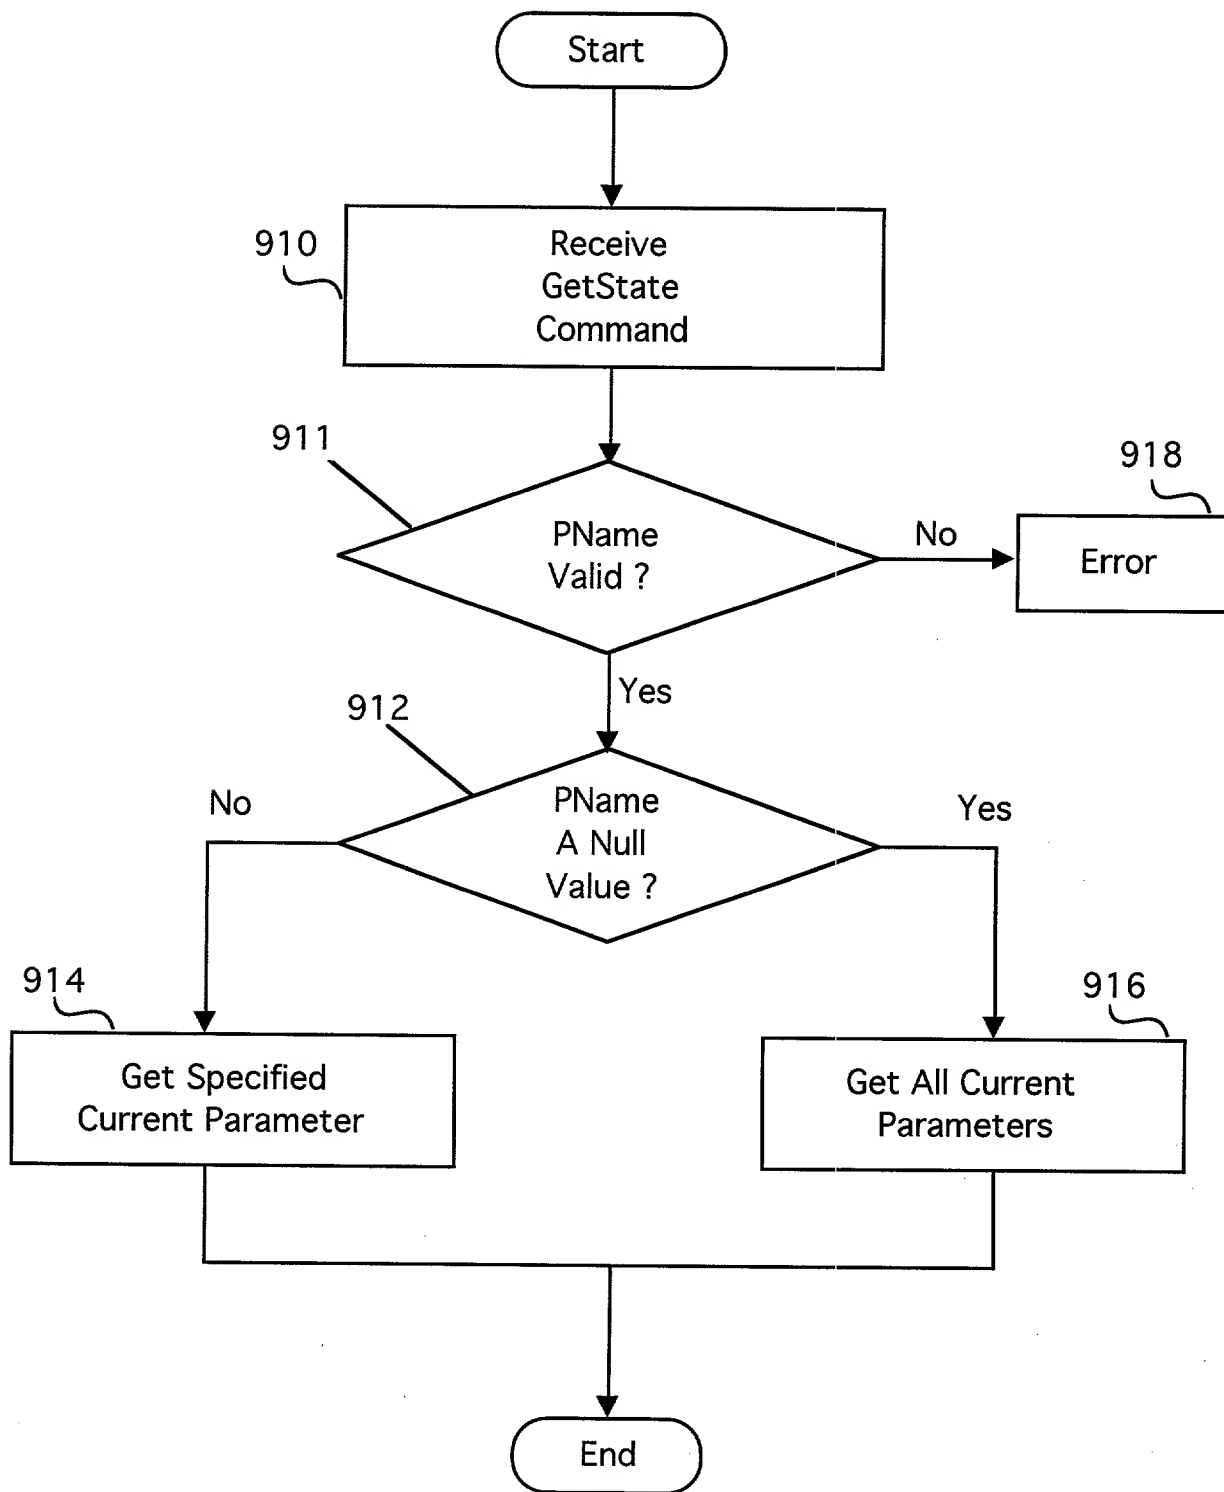 Start
910
Receive
GetState
Command
911
PName
Valid ?
No
918
Error
Yes
912
PName
A Null
Value ?
No
Yes
914
Get Specified
Current Parameter
916
Get All Current
Parameters
End